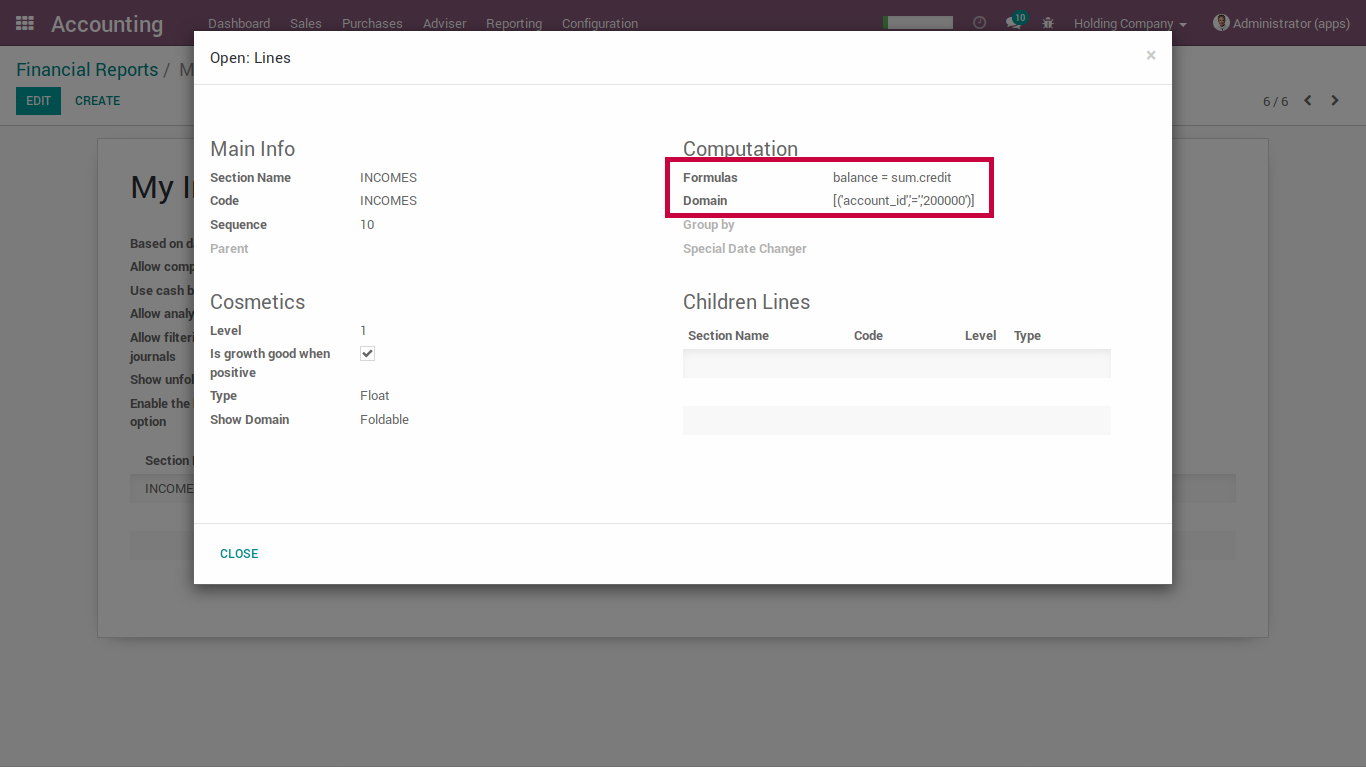 Accounting
Dashboard Sales Purchases Adviser Reporting Configuration
10
Holding Company
Administrator (apps)
Financial Reports / M
EDIT CREATE
6 / 6
Open: Lines
×
My I
Based on d
Allow comp
Use cash b
Allow analy
Allow filteri
journals
Show unfol
Enable the
option
Section
INCOME
Main Info
Section Name INCOMES
Code INCOMES
Sequence 10
Parent
Computation
Formulas balance = sum.credit
Domain [('account_id','=','200000')]
Group by
Special Date Changer
Cosmetics
Level 1
Is growth good when
positive
Type Float
Show Domain Foldable
Children Lines
Section Name Code Level Type
CLOSE